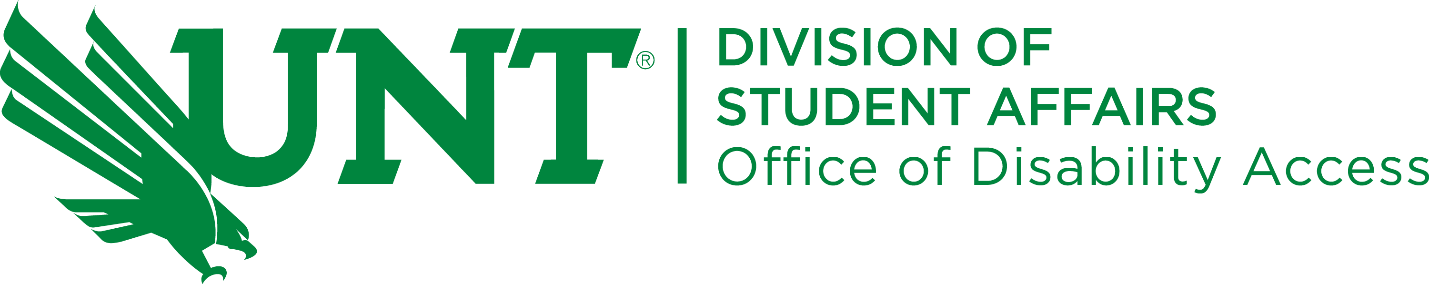 UNT®
DIVISION OF
STUDENT AFFAIRS
Office of Disability Access